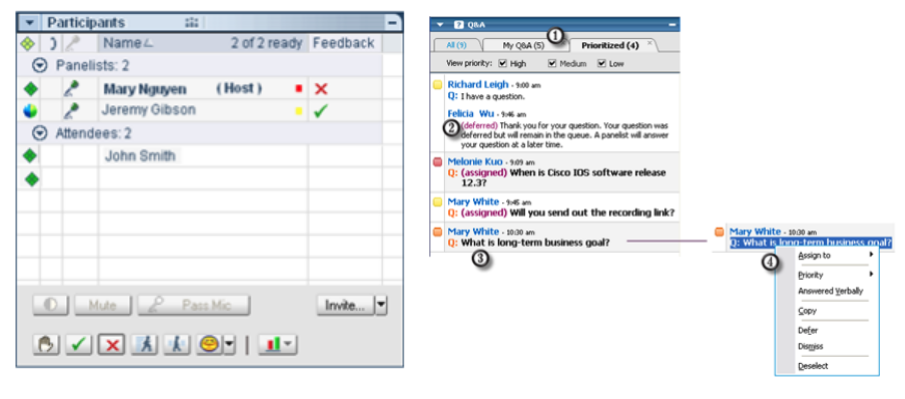 Participants
Name 2 of 2 ready Feedback
Panelists: 2
Mary Nguyen (Host)
Jeremy Gibson
Attendees: 2
John Smith
Mute Pass Mic Invite...
? Q&A
1
All (9) My Q&A (5) Prioritized (4) ×
View priority: High Medium Low
Richard Leigh - 9:00 am
Q: I have a question.
Felicia Wu - 9:46 am
2 (deferred) Thank you for your question. Your question was
deferred but will remain in the queue. A panelist will answer
your question at a later time.
Melonie Kuo - 9:09 am
Q: (assigned) When is Cisco IOS software release
12.3?
Mary White - 9:45 am
Q: (assigned) Will you send out the recording link?
Mary White - 10:30 am
Q: What is long-term business goal?
3
Mary White - 10:30 am
Q: What is long-term business goal?
4
Assign to
Priority
Answered Verbally
Copy
Defer
Dismiss
Deselect